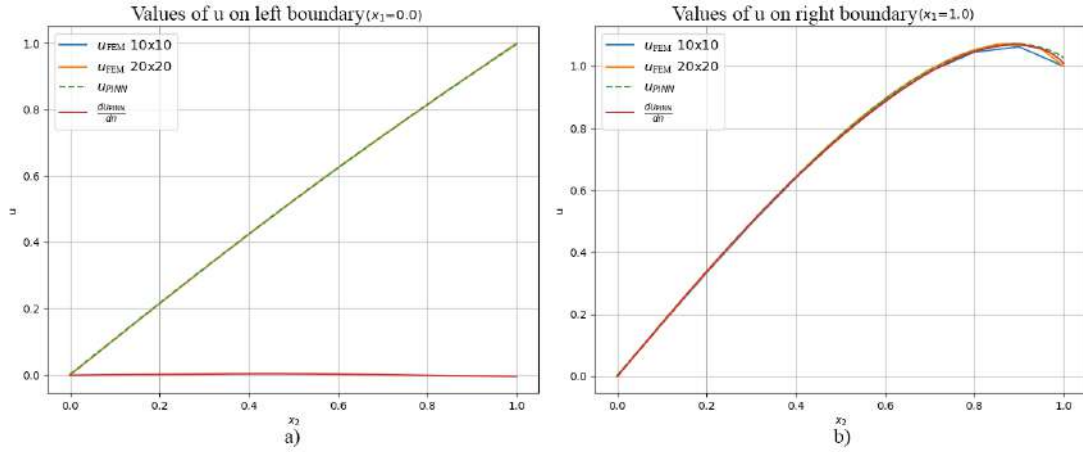 Values of u on left boundary(x₁=0.0)
u_FEM 10x10
u_FEM 20x20
u_PINN
du_PINN/dn
1.0
0.8
0.6
0.4
0.2
0.0
u
0.0 0.2 0.4 0.6 0.8 1.0
x₂
a)
Values of u on right boundary(x₁=1.0)
u_FEM 10x10
u_FEM 20x20
u_PINN
du_PINN/dn
1.0
0.8
0.6
0.4
0.2
0.0
u
0.0 0.2 0.4 0.6 0.8 1.0
x₂
b)